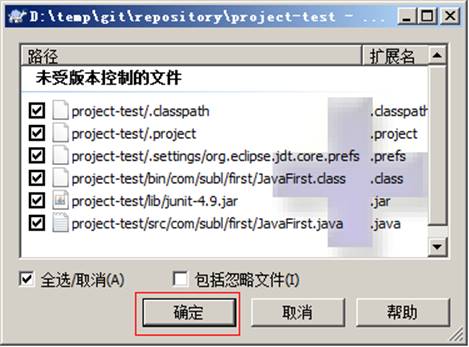 D:\temp\git\repository\project-test - ...
路径 扩展名
未受版本控制的文件
project-test/.classpath .classpath
project-test/.project .project
project-test/.settings/org.eclipse.jdt.core.prefs .prefs
project-test/bin/com/subl/first/JavaFirst.class .class
project-test/lib/junit-4.9.jar .jar
project-test/src/com/subl/first/JavaFirst.java .java
全选/取消(A) 包括忽略文件(I)
确定 取消 帮助